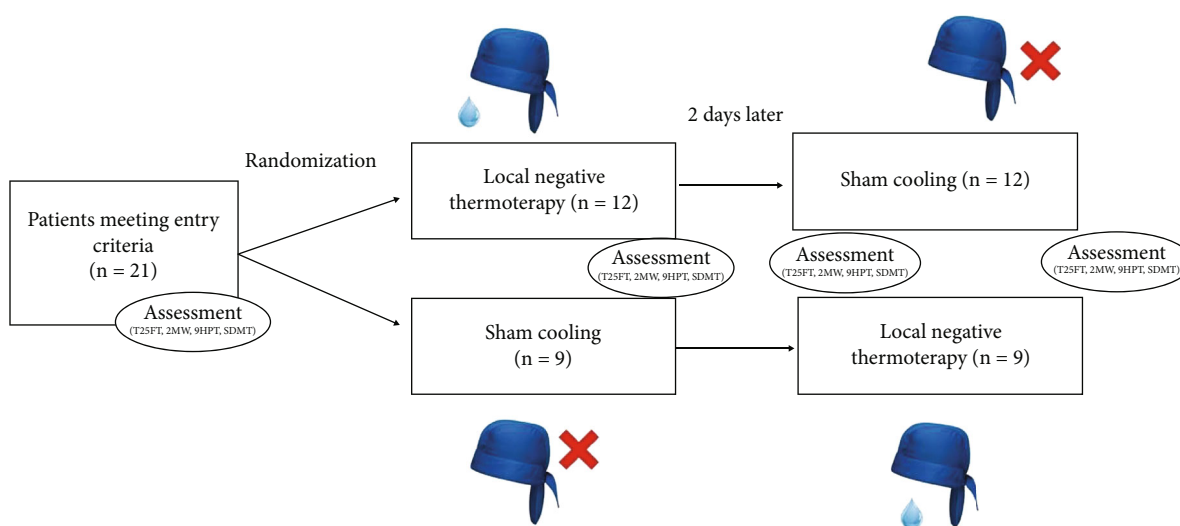 Randomization
2 days later
Patients meeting entry
criteria
(n = 21)
Assessment
(T25FT, 2MW, 9HPT, SDMT)
Local negative
thermoterapy (n = 12)
Sham cooling (n = 12)
Assessment
(T25FT, 2MW, 9HPT, SDMT)
Assessment
(T25FT, 2MW, 9HPT, SDMT)
Assessment
(T25FT, 2MW, 9HPT, SDMT)
Sham cooling
(n = 9)
Local negative
thermoterapy (n = 9)